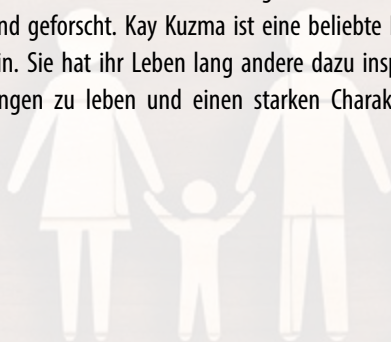 nd geforscht. Kay Kuzma ist eine beliebte
in. Sie hat ihr Leben lang andere dazu insp
ngen zu leben und einen starken Charak